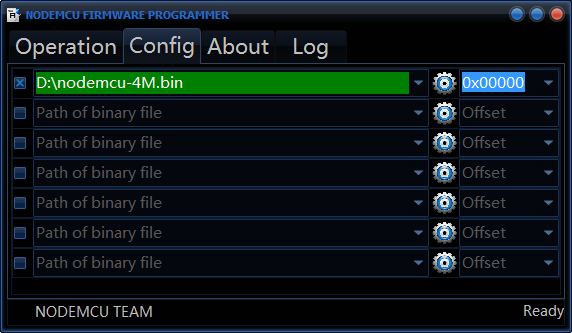 NODEMCU FIRMWARE PROGRAMMER
Operation Config About Log
D:\nodemcu-4M.bin 0x00000
Path of binary file Offset
Path of binary file Offset
Path of binary file Offset
Path of binary file Offset
Path of binary file Offset
Path of binary file Offset
NODEMCU TEAM Ready